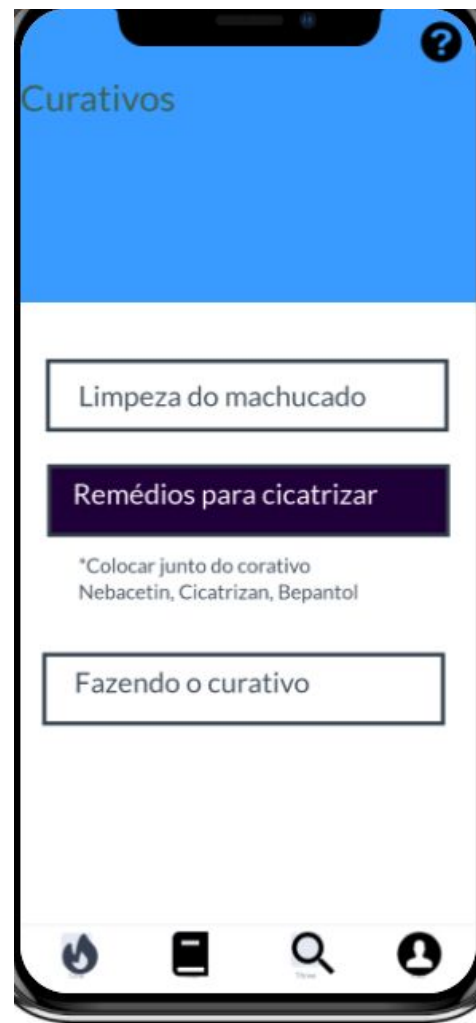 ?
Curativos
Limpeza do machucado
Remédios para cicatrizar
*Colocar junto do corativo
Nebacetin, Cicatrizan, Bepantol
Fazendo o curativo